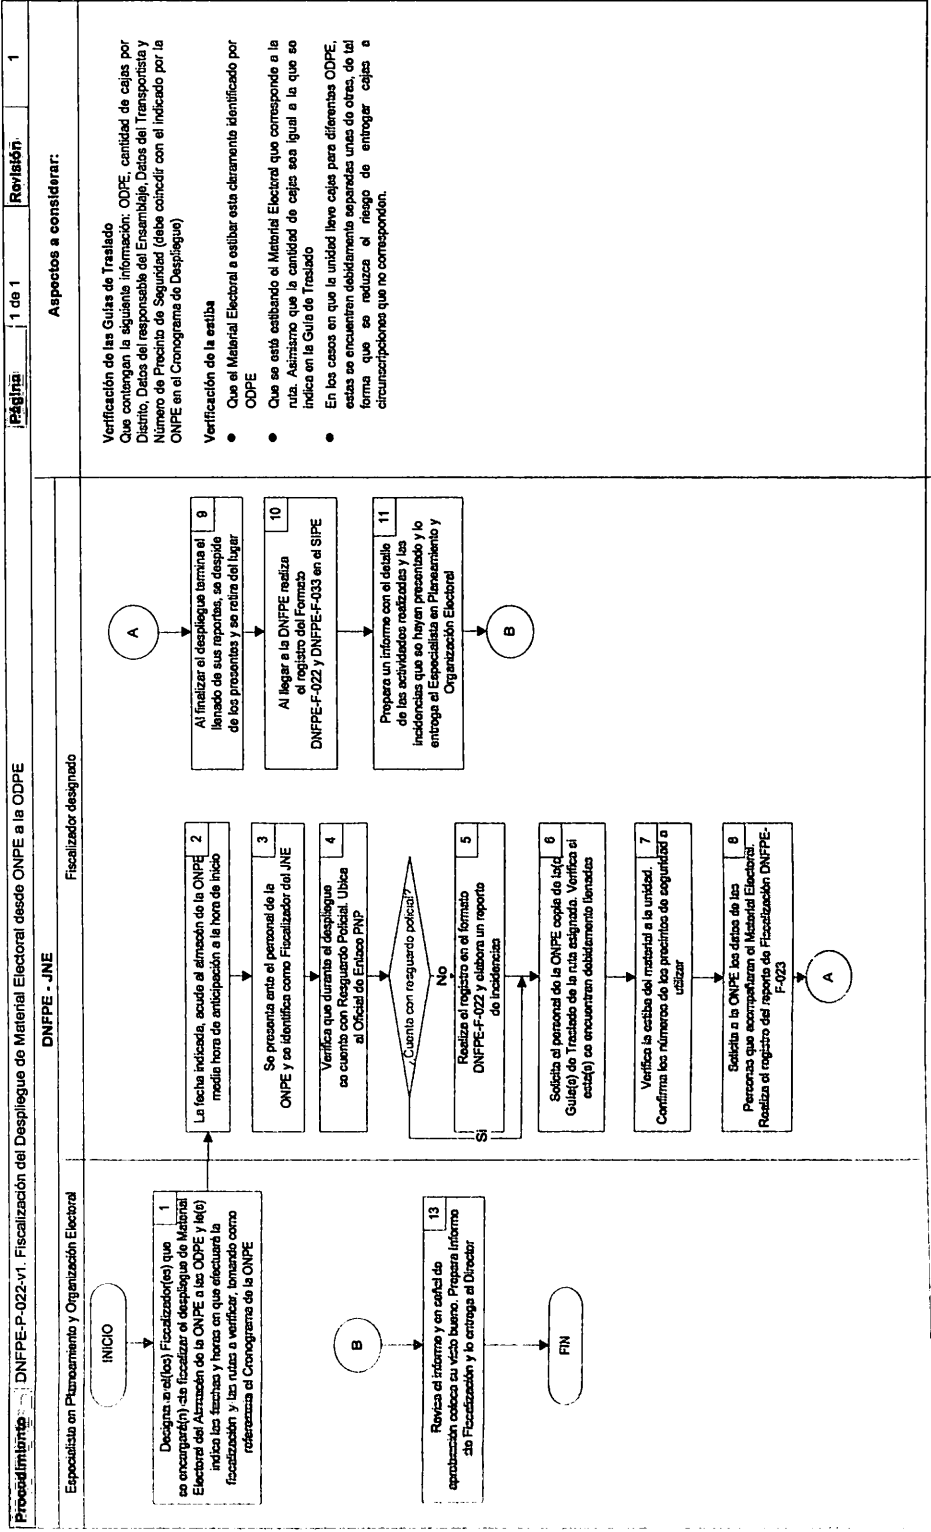 Procedimiento DNFPE-P-022-v1. Fiscalización del Despliegue de Material Electoral desde ONPE a la ODPE Página 1 de 1 Revisión 1
DNFPE - JNE
Aspectos a considerar:
Especialista en Planeamiento y Organización Electoral
Fiscalizador designado
INICIO
1
Designa a el(los) Fiscalizador(es) que
se encargará(n) de fiscalizar el despliegue de Material
Electoral del Almacén de la ONPE a las ODPE y le(s)
indica las fechas y horas en que efectuará la
fiscalización y las rutas a verificar, tomando como
referencia el Cronograma de la ONPE
B
13
Revisa el informe y en señal de
aprobación coloca su visto bueno. Prepara Informe
de Fiscalización y lo entrega al Director
FIN
2
La fecha indicada, acude al almacén de la ONPE
media hora de anticipación a la hora de inicio
3
Se presenta ante el personal de la
ONPE y se identifica como Fiscalizador del JNE
4
Verifica que durante el despliegue
se cuente con Resguardo Policial. Ubica
al Oficial de Enlace PNP
¿Cuenta con resguardo policial?
No
Si
5
Realiza el registro en el formato
DNFPE-F-022 y elabora un reporte
de incidencias
6
Solicita al personal de la ONPE copia de la(s)
Guía(s) de Traslado de la ruta asignada. Verifica si
esta(s) se encuentran debidamente llenadas
7
Verifica la estiba del material a la unidad.
Confirma los números de los precintos de seguridad a
utilizar
8
Solicita a la ONPE los datos de las
Personas que acompañaran el Material Electoral.
Realiza el registro del reporte de Fiscalización DNFPE-
F-023
A
A
9
Al finalizar el despliegue termina el
llenado de sus reportes, se despide
de los presentes y se retira del lugar
10
Al llegar a la DNFPE realiza
el registro del Formato
DNFPE-F-022 y DNFPE-F-033 en el SIPE
11
Prepara un informe con el detalle
de las actividades realizadas y las
incidencias que se hayan presentado y lo
entrega al Especialista en Planeamiento y
Organización Electoral
B
Verificación de las Guías de Traslado
Que contengan la siguiente información: ODPE, cantidad de cajas por
Distrito, Datos del responsable del Ensamblaje, Datos del Transportista y
Número de Precinto de Seguridad (debe coincidir con el indicado por la
ONPE en el Cronograma de Despliegue)
Verificación de la estiba
● Que el Material Electoral a estibar este claramente identificado por
ODPE
● Que se esté estibando el Material Electoral que corresponde a la
ruta. Asimismo que la cantidad de cajas sea igual a la que se
indica en la Guía de Traslado
● En los casos en que la unidad lleve cajas para diferentes ODPE,
estas se encuentren debidamente separadas unas de otras, de tal
forma que se reduzca el riesgo de entregar cajas a
circunscripciones que no corresponden.